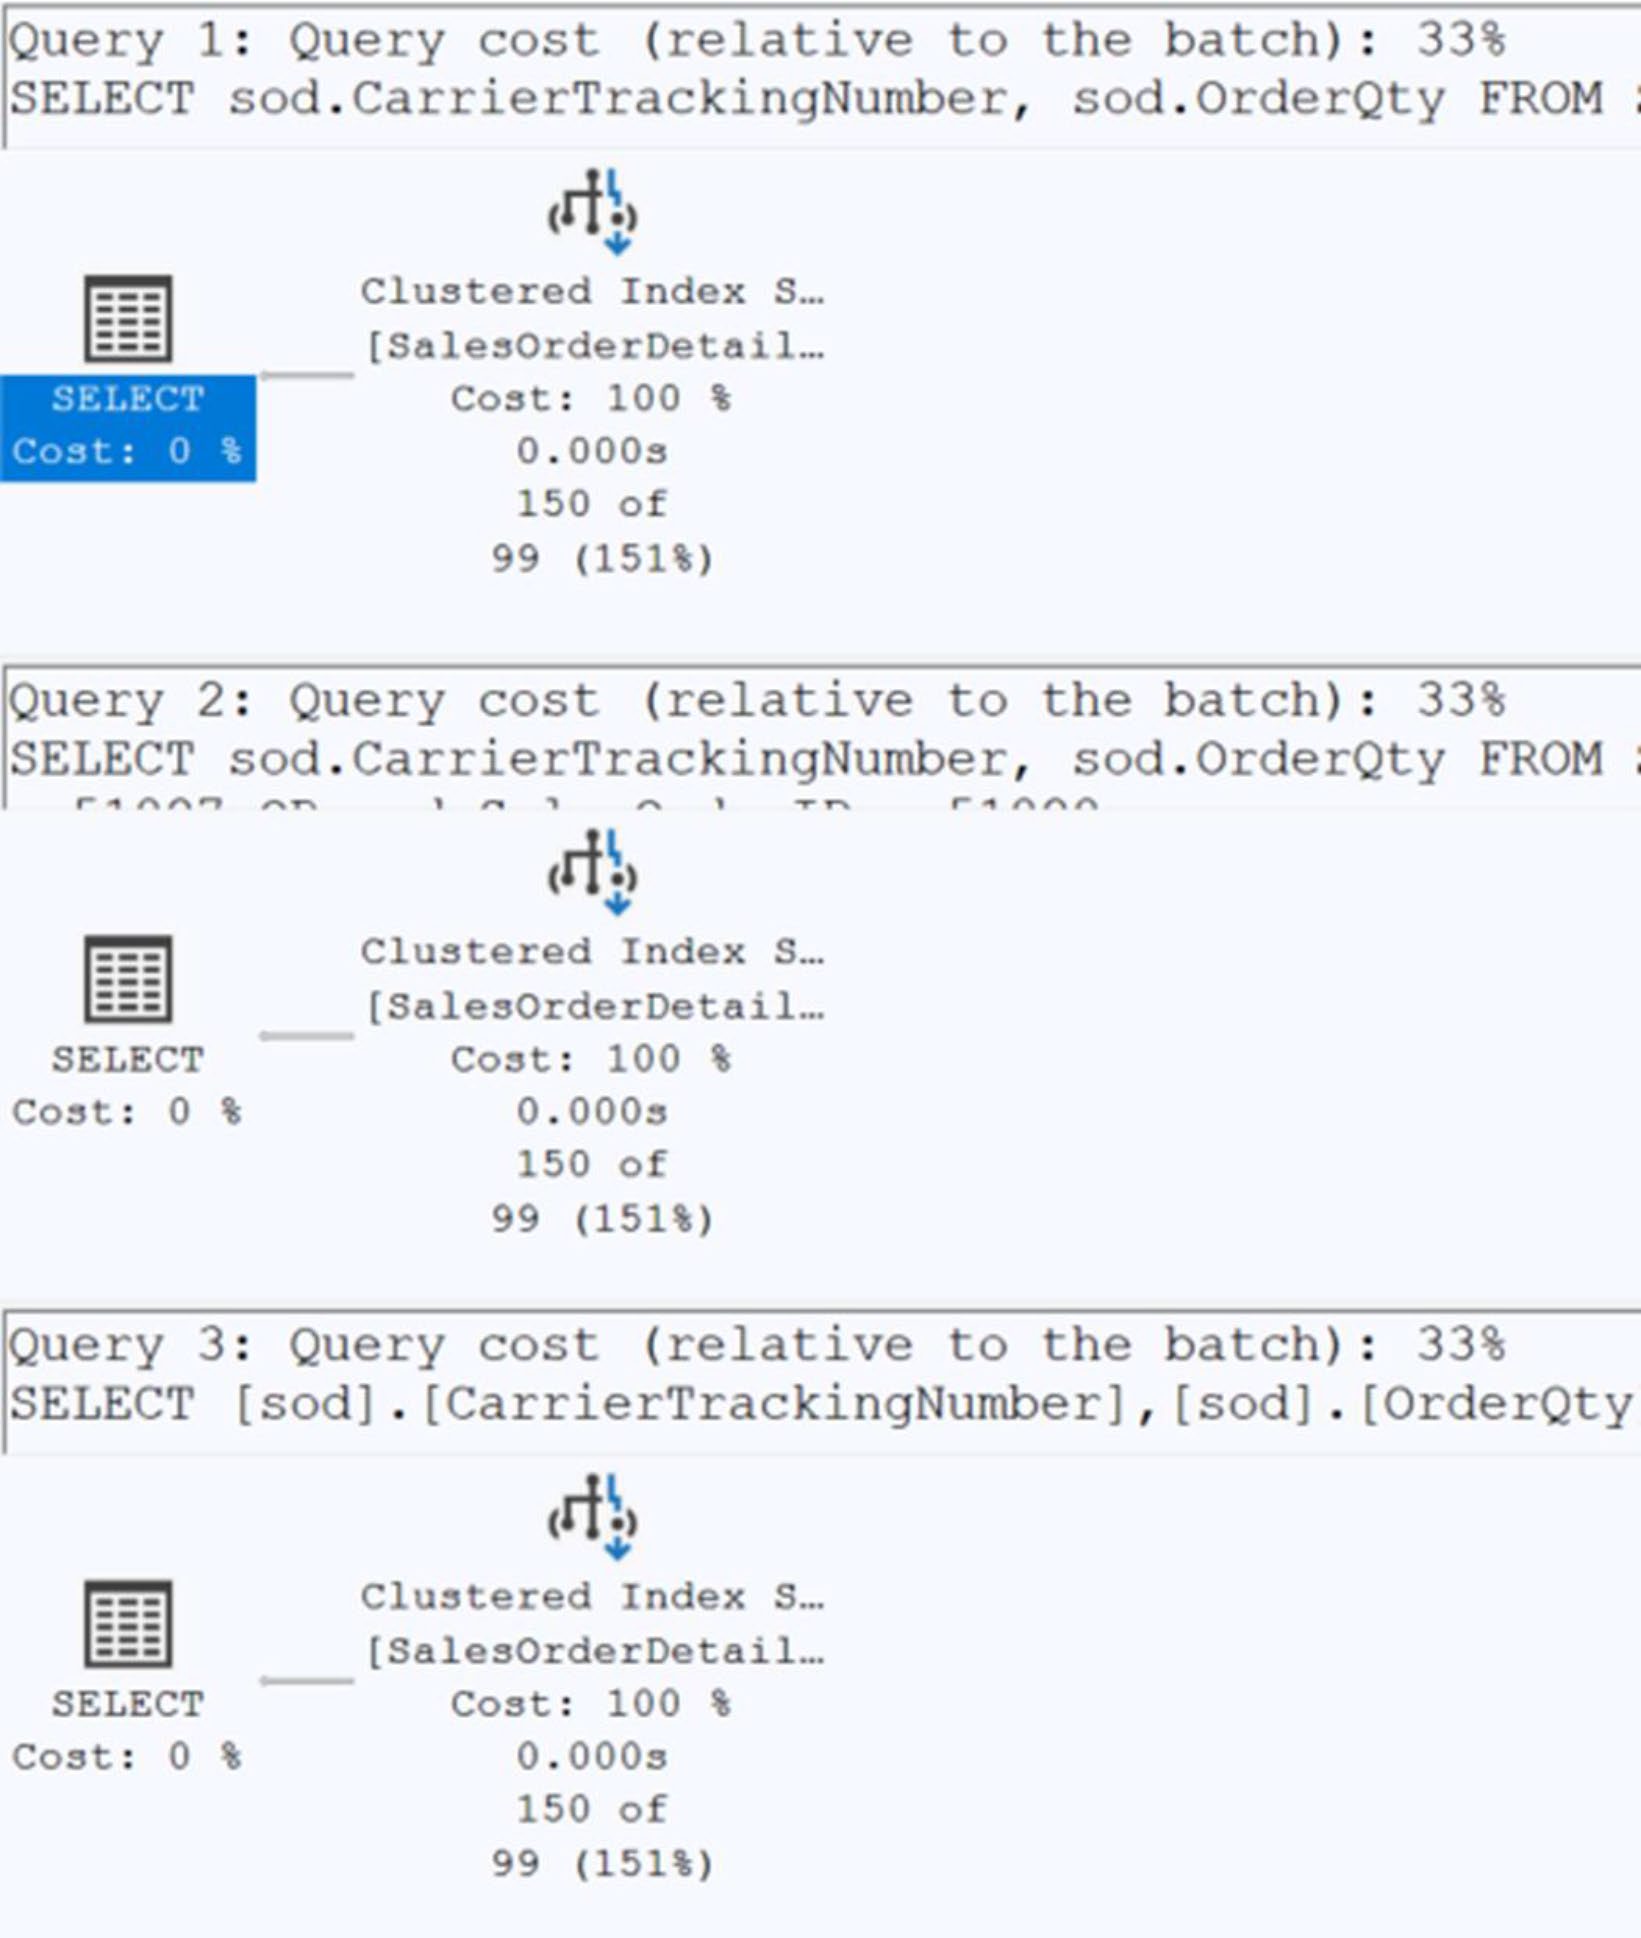 Query 1: Query cost (relative to the batch): 33%
SELECT sod.CarrierTrackingNumber, sod.OrderQty FROM
Clustered Index S…
[SalesOrderDetail…
SELECT
Cost: 0 %
Cost: 100 %
0.000s
150 of
99 (151%)
Query 2: Query cost (relative to the batch): 33%
SELECT sod.CarrierTrackingNumber, sod.OrderQty FROM
Clustered Index S…
[SalesOrderDetail…
SELECT
Cost: 0 %
Cost: 100 %
0.000s
150 of
99 (151%)
Query 3: Query cost (relative to the batch): 33%
SELECT [sod].[CarrierTrackingNumber],[sod].[OrderQty
Clustered Index S…
[SalesOrderDetail…
SELECT
Cost: 0 %
Cost: 100 %
0.000s
150 of
99 (151%)